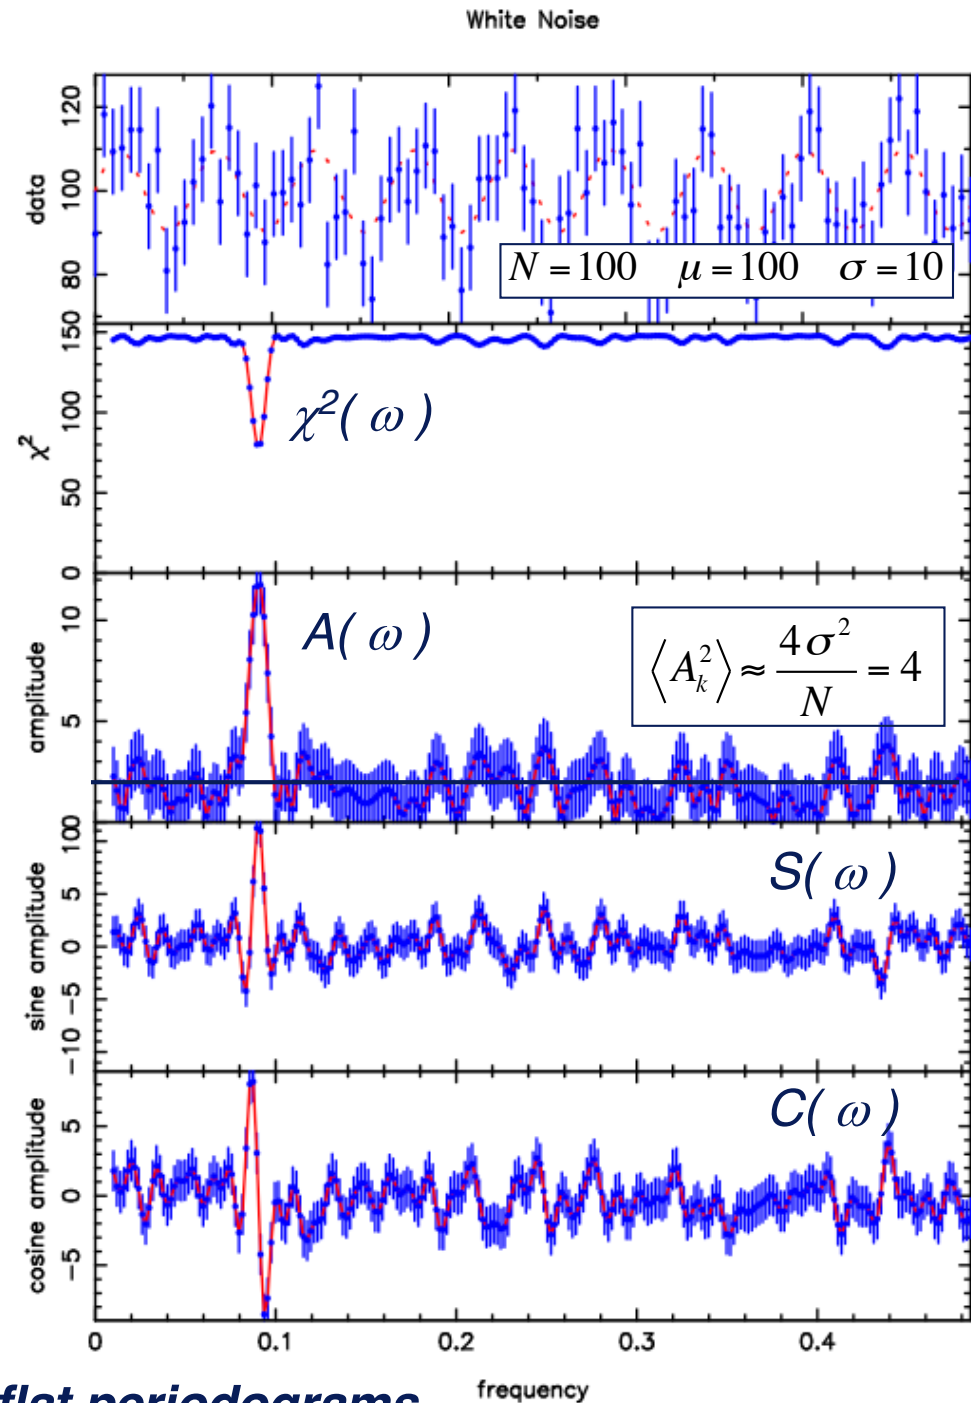 White Noise
data
120
100
80
N = 100 μ = 100 σ = 10
χ²
150
100
50
0
χ²( ω )
amplitude
10
5
0
A( ω )
⟨A_k²⟩ ≈ 4σ²/N = 4
sine amplitude
10
5
0
−5
−10
S( ω )
cosine amplitude
5
0
−5
C( ω )
0 0.1 0.2 0.3 0.4
frequency
flat periodograms